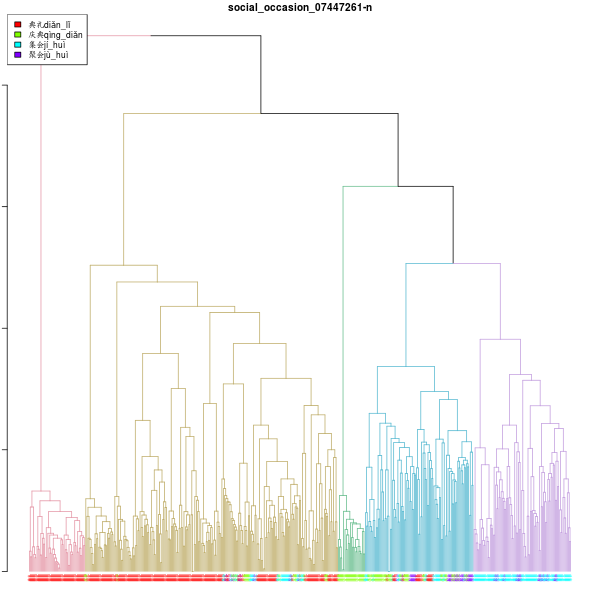 social_occasion_07447261-n
典礼diǎn_lǐ
庆典qìng_diǎn
集会jí_huì
聚会jù_huì